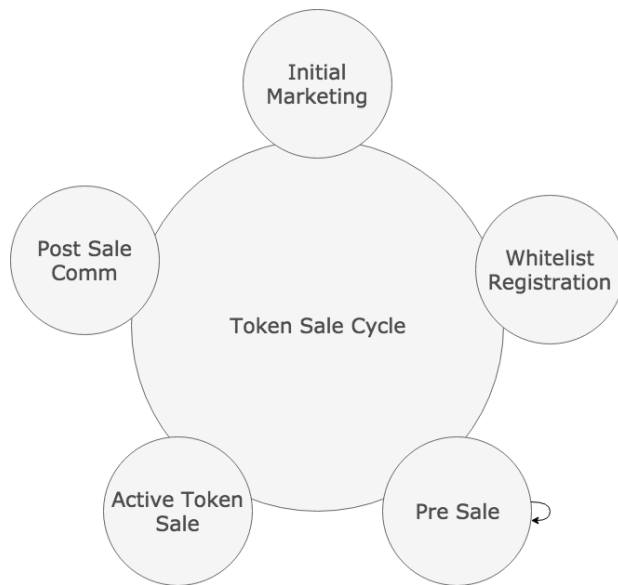 Initial
Marketing
Whitelist
Registration
Pre Sale
Active Token
Sale
Post Sale
Comm
Token Sale Cycle